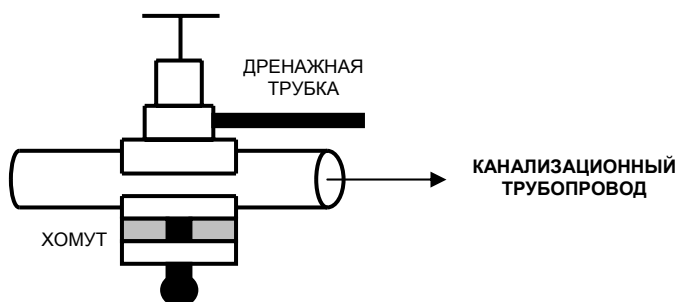 ДРЕНАЖНАЯ
ТРУБКА
КАНАЛИЗАЦИОННЫЙ
ТРУБОПРОВОД
ХОМУТ